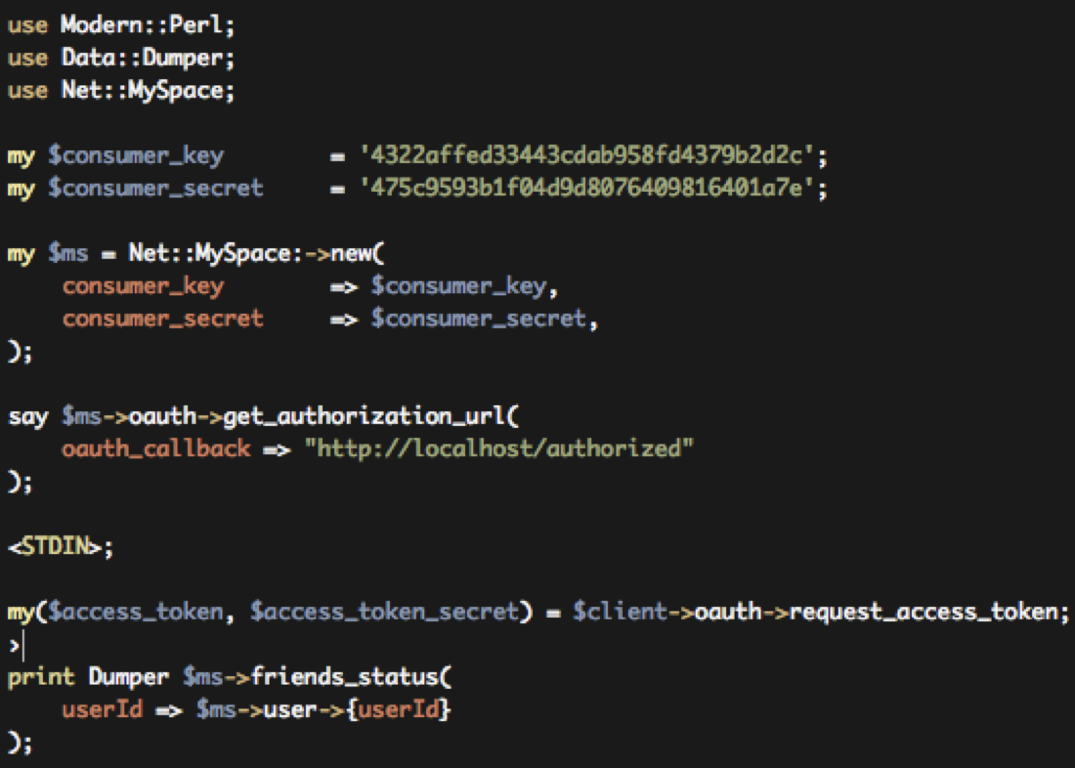 use Modern::Perl;
use Data::Dumper;
use Net::MySpace;
my $consumer_key        = '4322affed33443cdab958fd4379b2d2c';
my $consumer_secret     = '475c9593b1f04d9d8076409816401a7e';
my $ms = Net::MySpace:->new(
    consumer_key        => $consumer_key,
    consumer_secret     => $consumer_secret,
);
say $ms->oauth->get_authorization_url(
    oauth_callback => "http://localhost/authorized"
);
<STDIN>;
my($access_token, $access_token_secret) = $client->oauth->request_access_token;
›
print Dumper $ms->friends_status(
    userId => $ms->user->{userId}
);